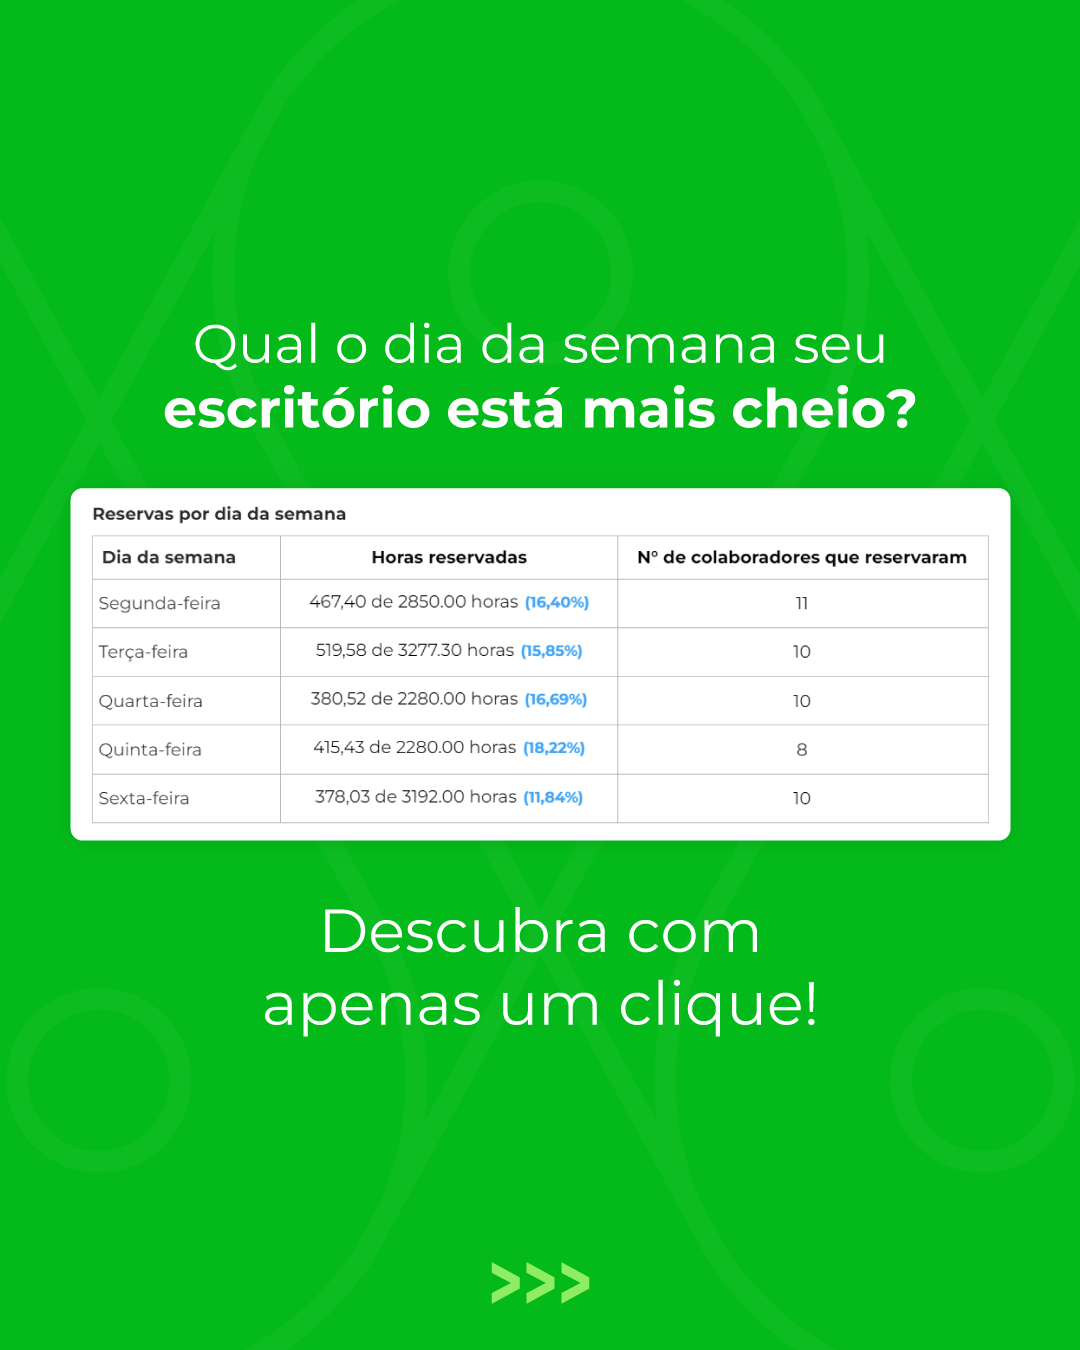 Qual o dia da semana seu
escritório está mais cheio?
Reservas por dia da semana
Dia da semana Horas reservadas N° de colaboradores que reservaram
Segunda-feira 467,40 de 2850.00 horas (16,40%) 11
Terça-feira 519,58 de 3277.30 horas (15,85%) 10
Quarta-feira 380,52 de 2280.00 horas (16,69%) 10
Quinta-feira 415,43 de 2280.00 horas (18,22%) 8
Sexta-feira 378,03 de 3192.00 horas (11,84%) 10
Descubra com
apenas um clique!
>>>